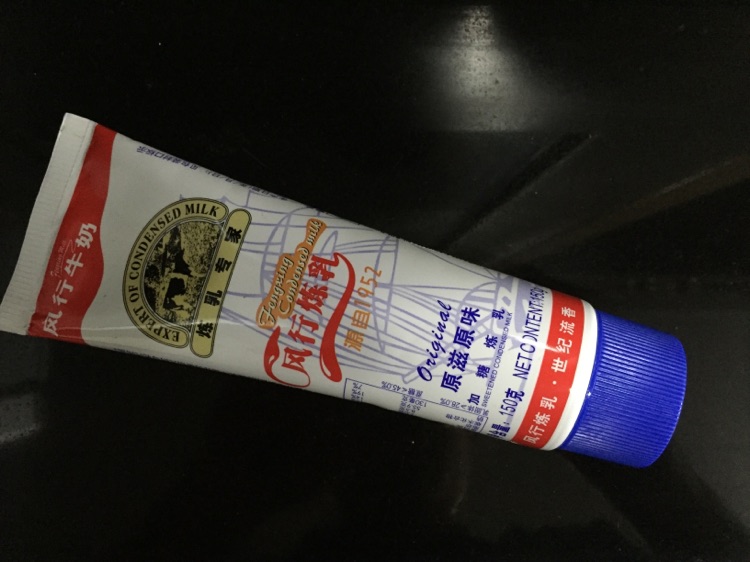 风行牛奶
EXPERT OF CONDENSED MILK
炼乳专家
Fengxing
Condensed milk
风行炼乳
源自1952
Original
原滋原味
加糖炼乳
SWEETENED CONDENSED MILK
150克 NETCONTENT:150g
风行炼乳·世纪流香